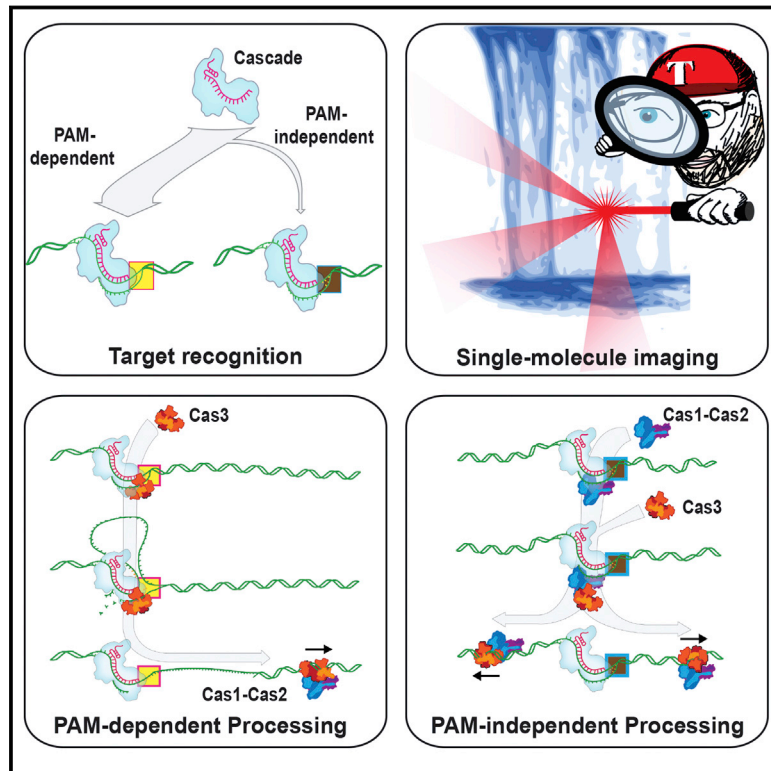 Cascade
PAM-
dependent
PAM-
independent
Target recognition
T
Single-molecule imaging
Cas3
Cas1-Cas2
PAM-dependent Processing
Cas1-Cas2
Cas3
PAM-independent Processing